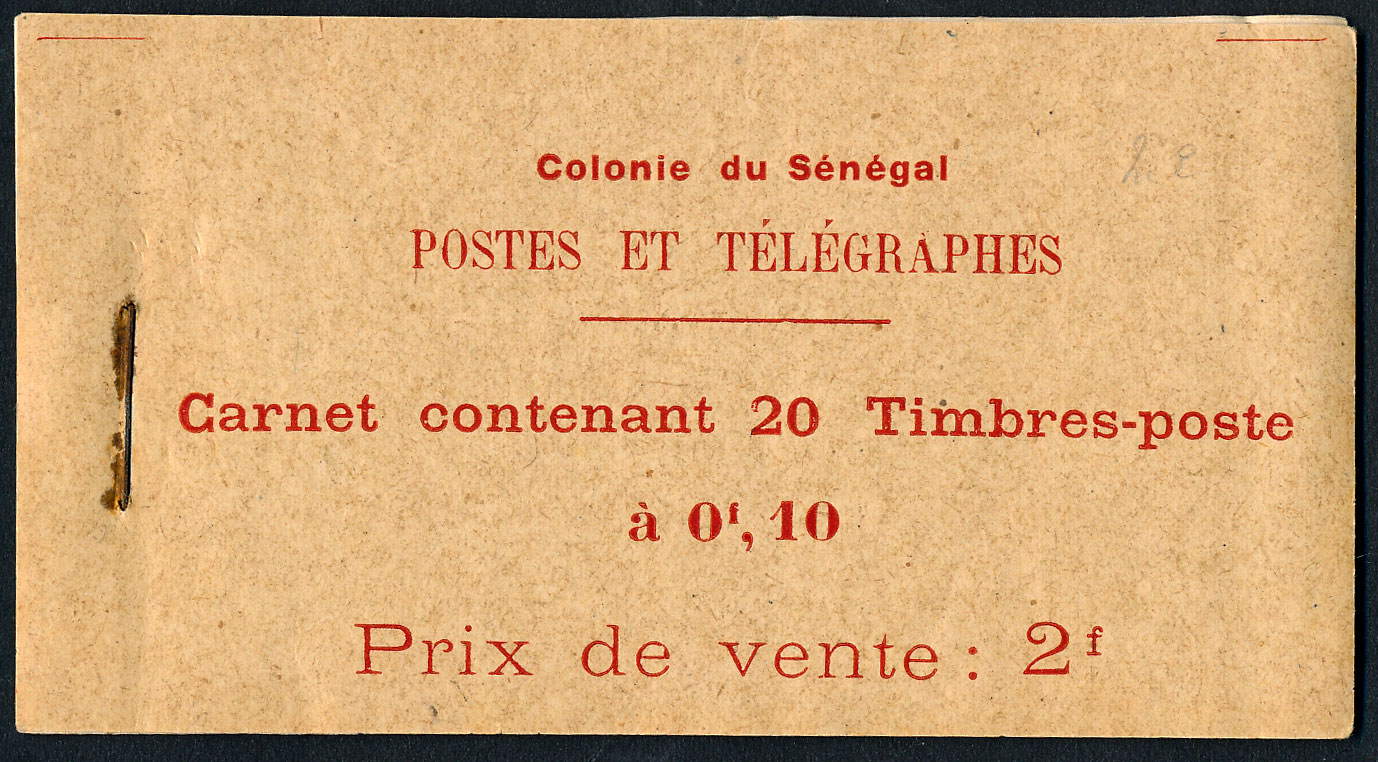 Colonie du Sénégal
POSTES ET TÉLÉGRAPHES
Carnet contenant 20 Timbres-poste
à 0f,10
Prix de vente : 2f